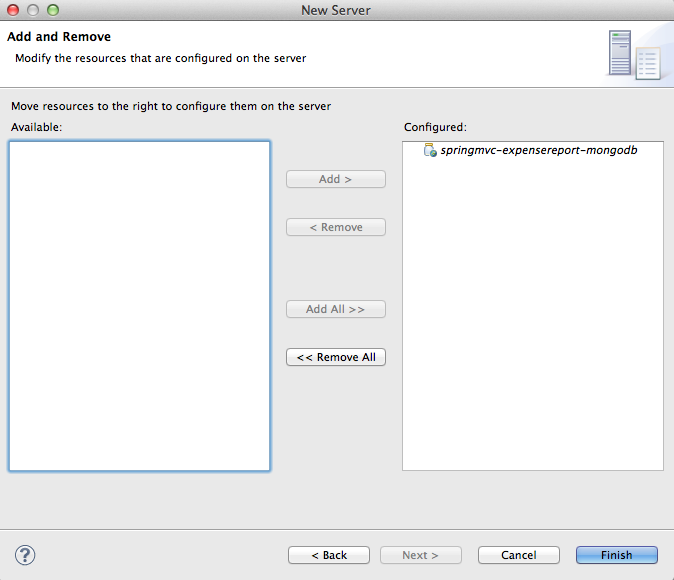 New Server
Add and Remove
Modify the resources that are configured on the server
Move resources to the right to configure them on the server
Available:
Configured:
springmvc-expensereport-mongodb
Add >
< Remove
Add All >>
<< Remove All
?
< Back
Next >
Cancel
Finish